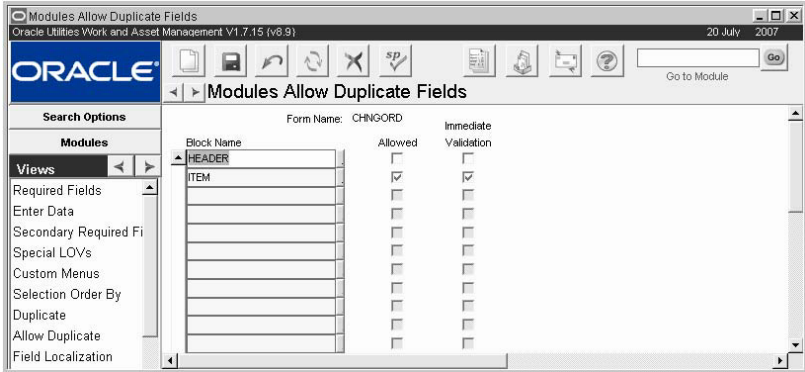 Modules Allow Duplicate Fields
Oracle Utilities Work and Asset Management V1.7.15 (v8.9) 20 July 2007
ORACLE
Go
Go to Module
Modules Allow Duplicate Fields
Search Options
Modules
Views
Required Fields
Enter Data
Secondary Required Fi
Special LOVs
Custom Menus
Selection Order By
Duplicate
Allow Duplicate
Field Localization
Form Name: CHNGORD
Immediate
Block Name Allowed Validation
HEADER
ITEM